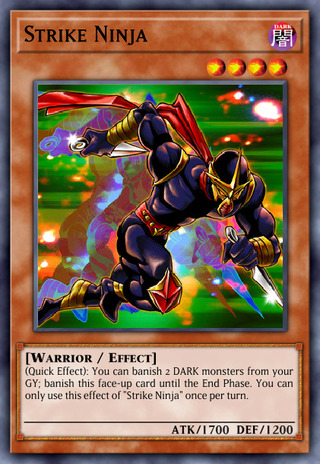 Strike Ninja
DARK
闇
[Warrior / Effect]
(Quick Effect): You can banish 2 DARK monsters from your
GY; banish this face-up card until the End Phase. You can
only use this effect of "Strike Ninja" once per turn.
ATK/1700 DEF/1200